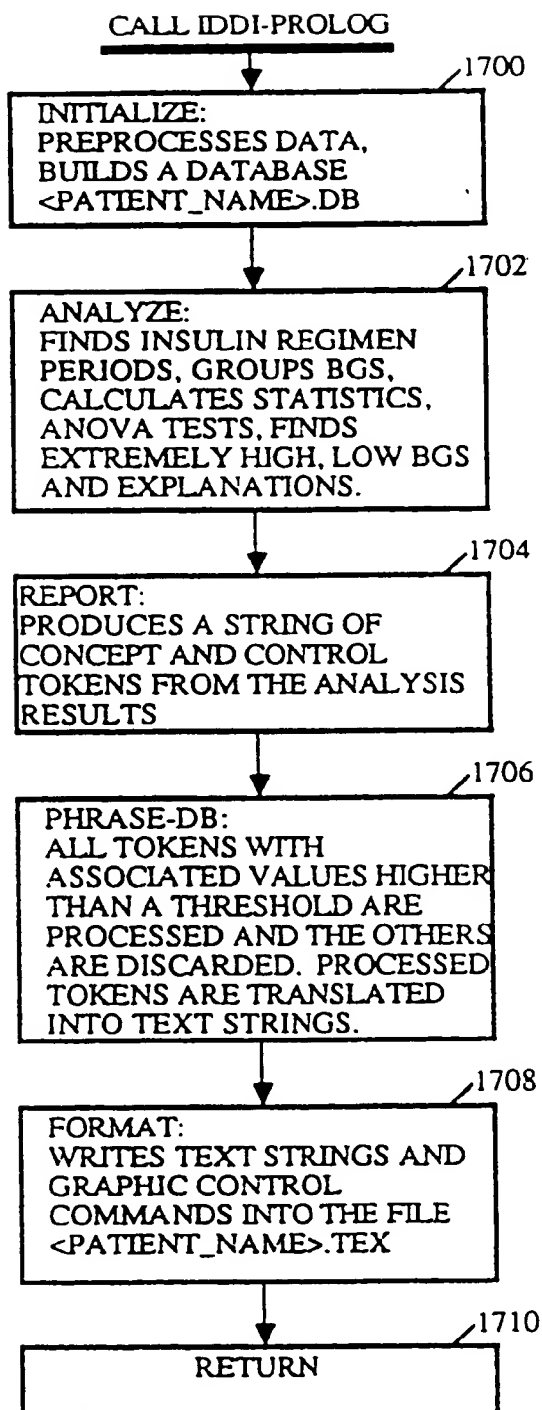 CALL IDDI-PROLOG
1700
INITIALIZE:
PREPROCESSES DATA,
BUILDS A DATABASE
<PATIENT_NAME>.DB
1702
ANALYZE:
FINDS INSULIN REGIMEN
PERIODS, GROUPS BGS,
CALCULATES STATISTICS,
ANOVA TESTS, FINDS
EXTREMELY HIGH, LOW BGS
AND EXPLANATIONS.
1704
REPORT:
PRODUCES A STRING OF
CONCEPT AND CONTROL
TOKENS FROM THE ANALYSIS
RESULTS
1706
PHRASE-DB:
ALL TOKENS WITH
ASSOCIATED VALUES HIGHER
THAN A THRESHOLD ARE
PROCESSED AND THE OTHERS
ARE DISCARDED. PROCESSED
TOKENS ARE TRANSLATED
INTO TEXT STRINGS.
1708
FORMAT:
WRITES TEXT STRINGS AND
GRAPHIC CONTROL
COMMANDS INTO THE FILE
<PATIENT_NAME>.TEX
1710
RETURN